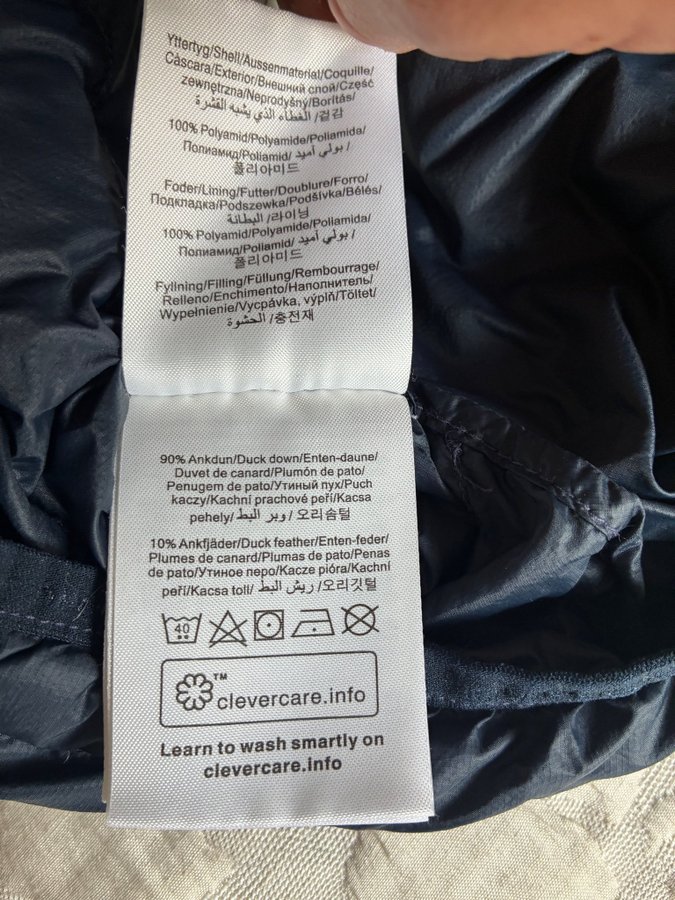 Yttertyg/Shell/Aussenmaterial/Coquille/
Càscara/Exterior/Внешний слой/Część
zewnętrzna/Neprodyšny/Borítás/
الغطاء الذي يشبه القشرة /겉감
100% Polyamid/Polyamide/Poliamida/
Полиамид/Poliamid/ بولي أميد /
폴리아미드
Foder/Lining/Futter/Doublure/Forro/
Подкладка/Podszewka/Podšívka/Bélés/
البطانة /라이닝
100% Polyamid/Polyamide/Poliamida/
Полиамид/Poliamid/ بولي أميد /
폴리아미드
Fyllining/Filling/Füllung/Rembourrage/
Relleno/Enchimento/Наполнитель/
Wypełnienie/Vycpávka, výplň/Töltet/
الحشوة /충전재
90% Ankdun/Duck down/Enten-daune/
Duvet de canard/Plumón de pato/
Penugem de pato/Утиный пух/Puch
kaczy/Kachní prachové peří/Kacsa
pehely/ وبر البط /오리솜털
10% Ankfjäder/Duck feather/Enten-feder/
Plumes de canard/Plumas de pato/Penas
de pato/Утиное перо/Kacze pióra/Kachní
peří/Kacsa toll/ ريش البط /오리깃털
40
™
clevercare.info
Learn to wash smartly on
clevercare.info